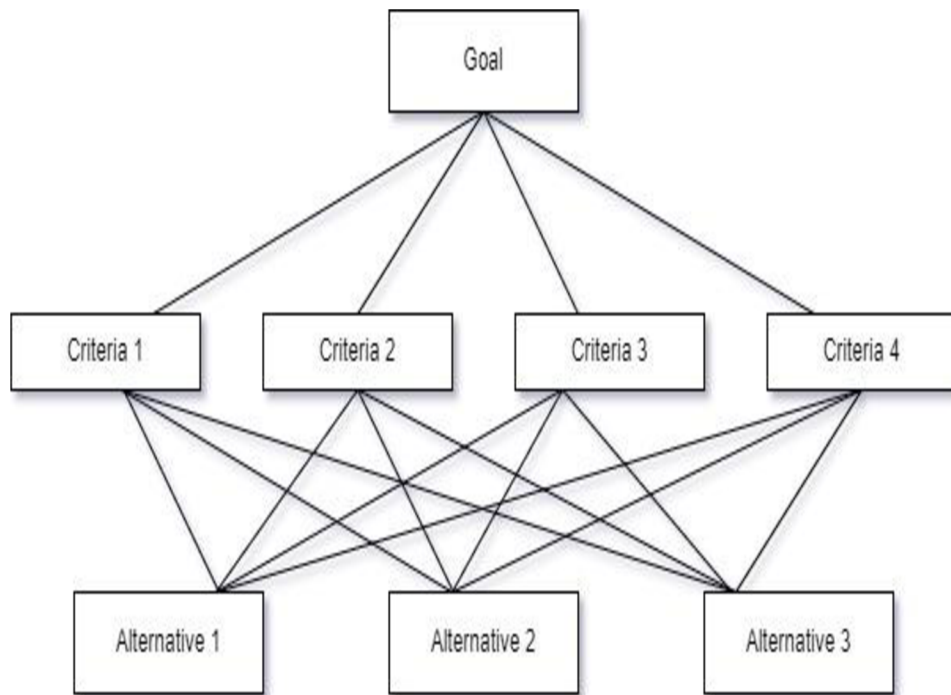 Goal
Criteria 1
Criteria 2
Criteria 3
Criteria 4
Alternative 1
Alternative 2
Alternative 3